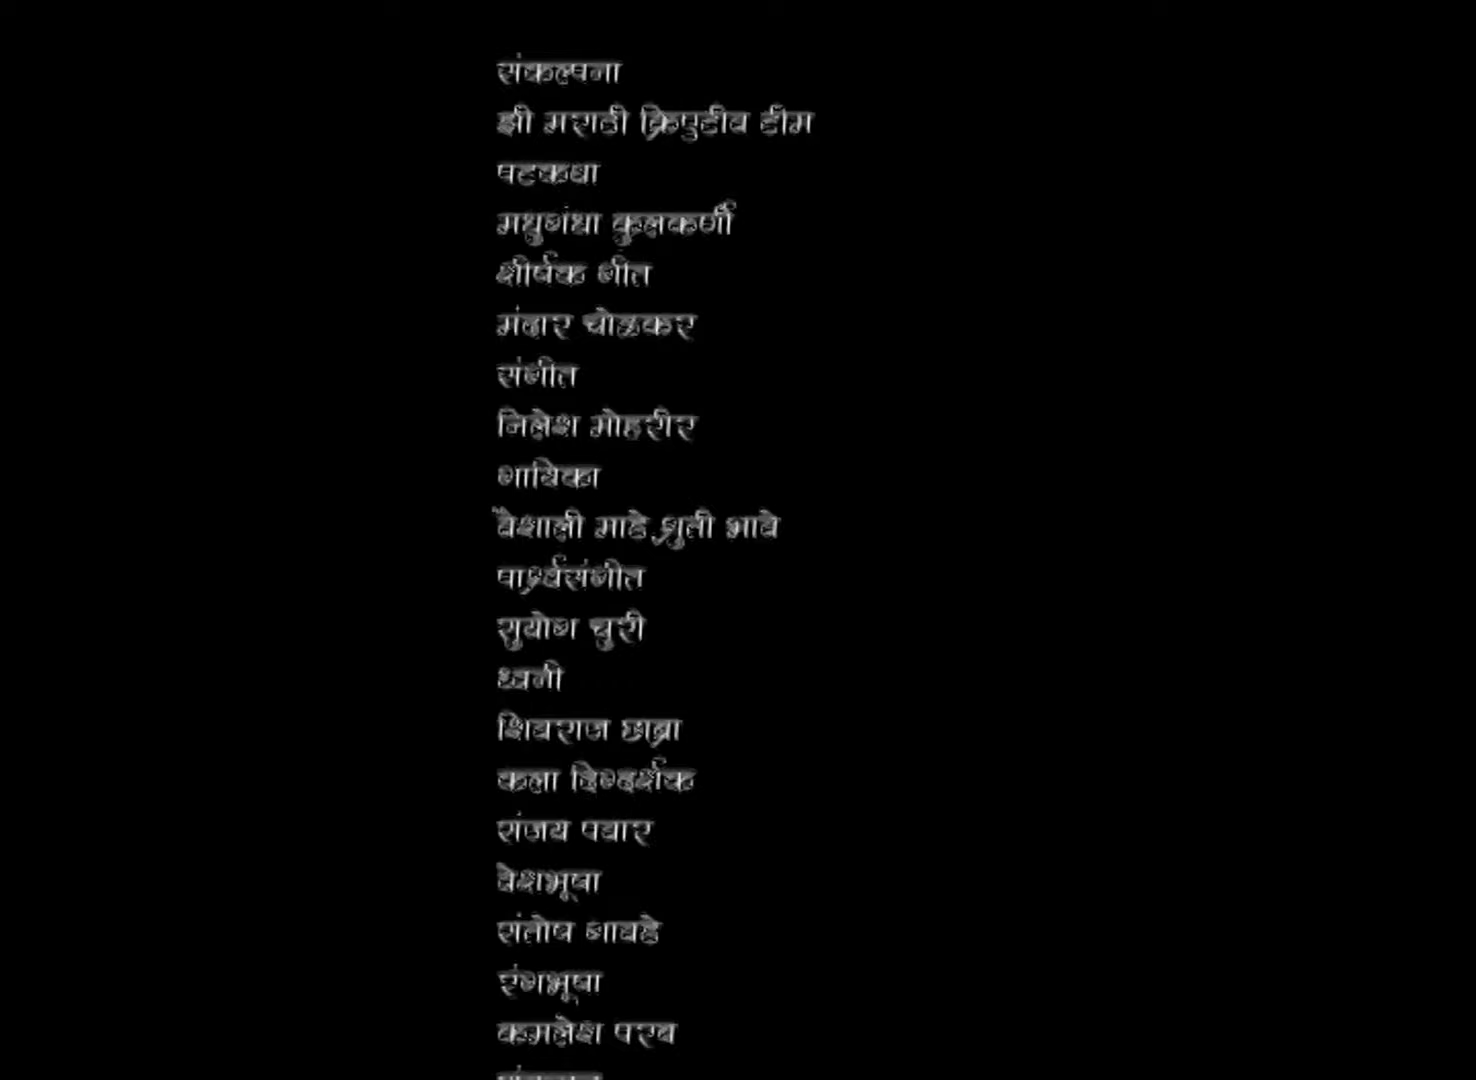 संकल्पना
झी मराठी क्रिएटीव टीम
पटकथा
मधुगंधा कुलकर्णी
शीर्षक गीत
मंदार चोळकर
संगीत
निलेश मोहरीर
गायिका
वैशाली माडे,श्रुती भावे
पार्श्र्वसंगीत
सुयोग चुरी
ध्वनी
शिवराज छाब्रा
कला दिग्दर्शक
संजय पवार
वेशभूषा
संतोष गावडे
रंगभूषा
कमलेश परब